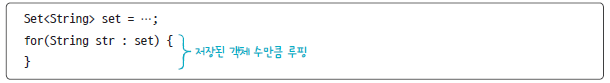 Set<String> set = …;
for(String str : set) {
저장된 객체 수만큼 루핑
}